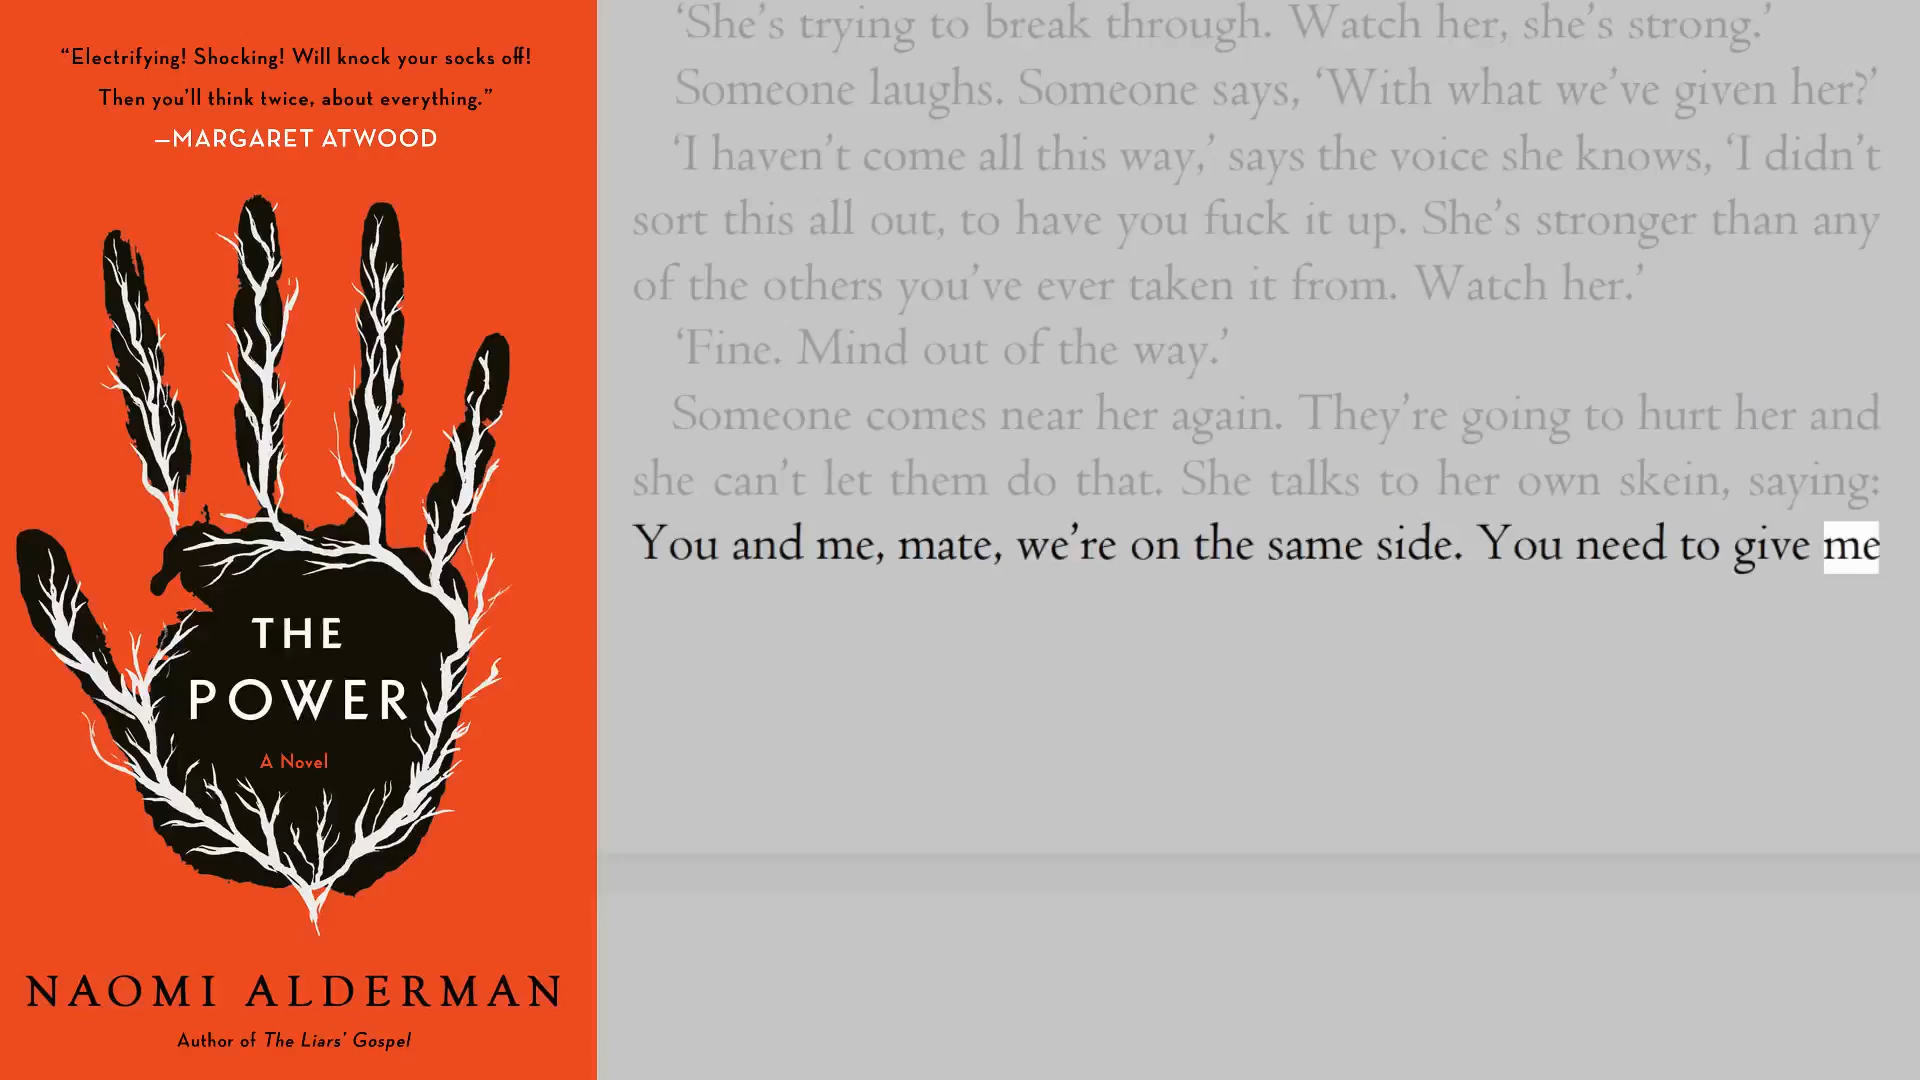 “Electrifying! Shocking! Will knock your socks off!
Then you’ll think twice, about everything.”
—MARGARET ATWOOD
THE
POWER
A Novel
NAOMI ALDERMAN
Author of The Liars’ Gospel
‘She’s trying to break through. Watch her, she’s strong.’
Someone laughs. Someone says, ‘With what we’ve given her?’
‘I haven’t come all this way,’ says the voice she knows, ‘I didn’t
sort this all out, to have you fuck it up. She’s stronger than any
of the others you’ve ever taken it from. Watch her.’
‘Fine. Mind out of the way.’
Someone comes near her again. They’re going to hurt her and
she can’t let them do that. She talks to her own skein, saying:
You and me, mate, we’re on the same side. You need to give me